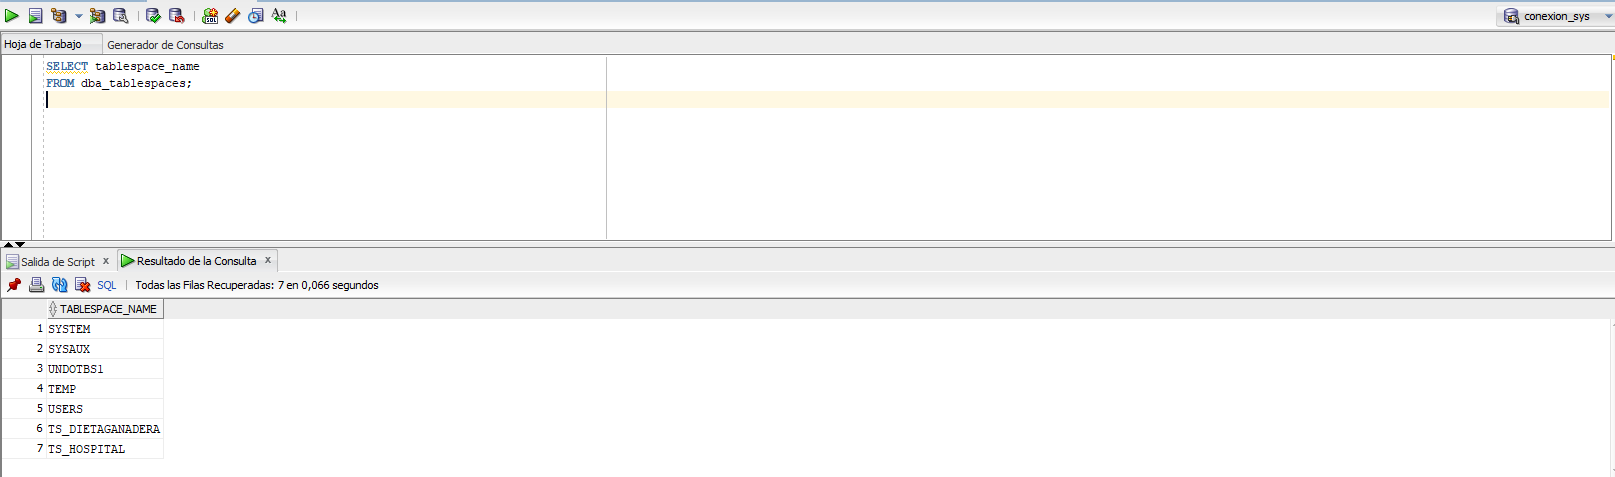 SQL
Aa
conexion_sys
Hoja de Trabajo
Generador de Consultas
SELECT tablespace_name
FROM dba_tablespaces;
Salida de Script x
Resultado de la Consulta x
SQL
Todas las Filas Recuperadas: 7 en 0,066 segundos
TABLESPACE_NAME
1 SYSTEM
2 SYSAUX
3 UNDOTBS1
4 TEMP
5 USERS
6 TS_DIETAGANADERA
7 TS_HOSPITAL